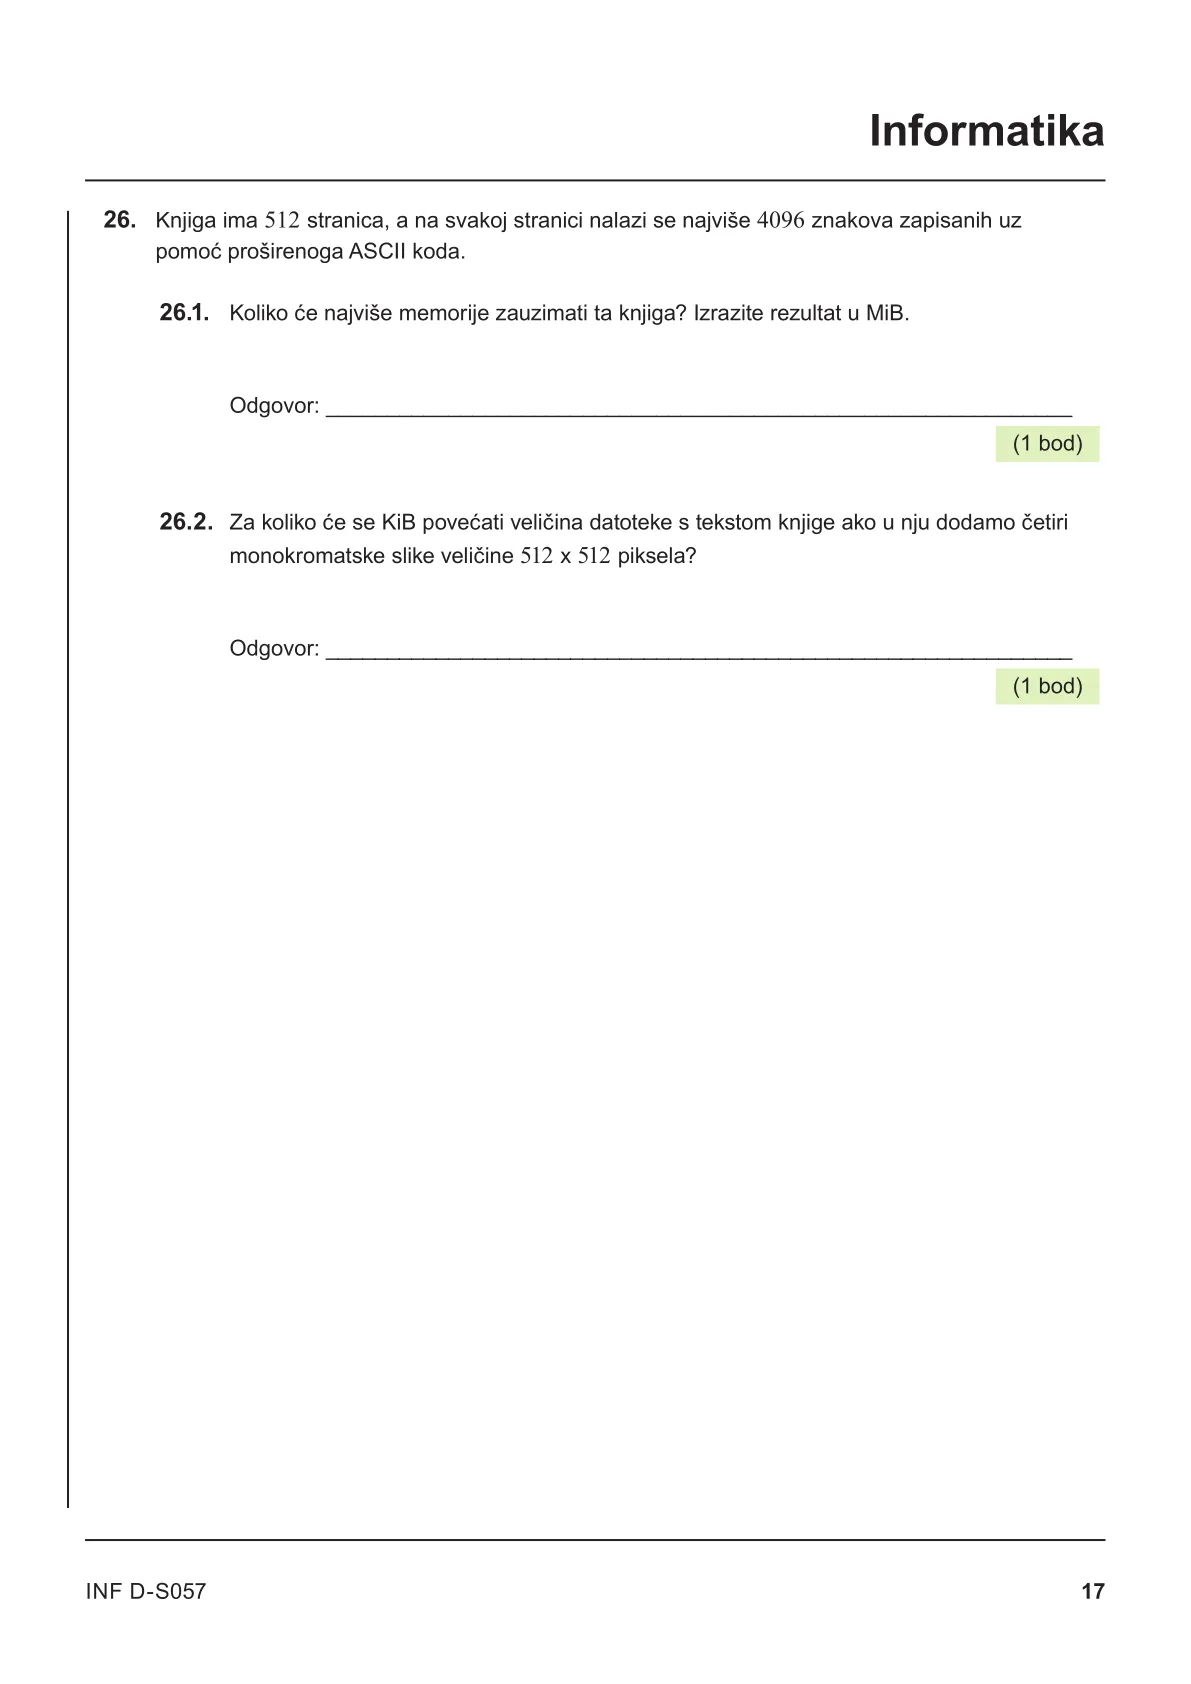 Informatika
26. Knjiga ima 512 stranica, a na svakoj stranici nalazi se najviše 4096 znakova zapisanih uz
pomoć proširenoga ASCII koda.
26.1. Koliko će najviše memorije zauzimati ta knjiga? Izrazite rezultat u MiB.
Odgovor: _____________________________________________________________
(1 bod)
26.2. Za koliko će se KiB povećati veličina datoteke s tekstom knjige ako u nju dodamo četiri
monokromatske slike veličine 512 x 512 piksela?
Odgovor: _____________________________________________________________
(1 bod)
INF D-S057
17